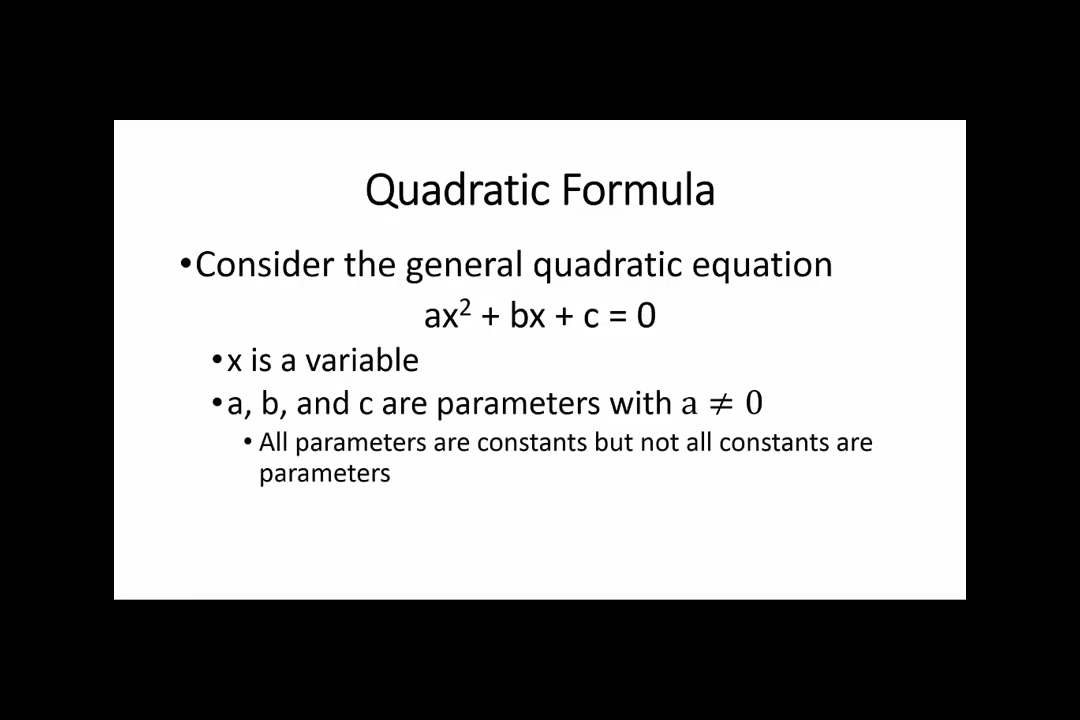 Quadratic Formula
•Consider the general quadratic equation
ax² + bx + c = 0
•x is a variable
•a, b, and c are parameters with a ≠ 0
• All parameters are constants but not all constants are
parameters